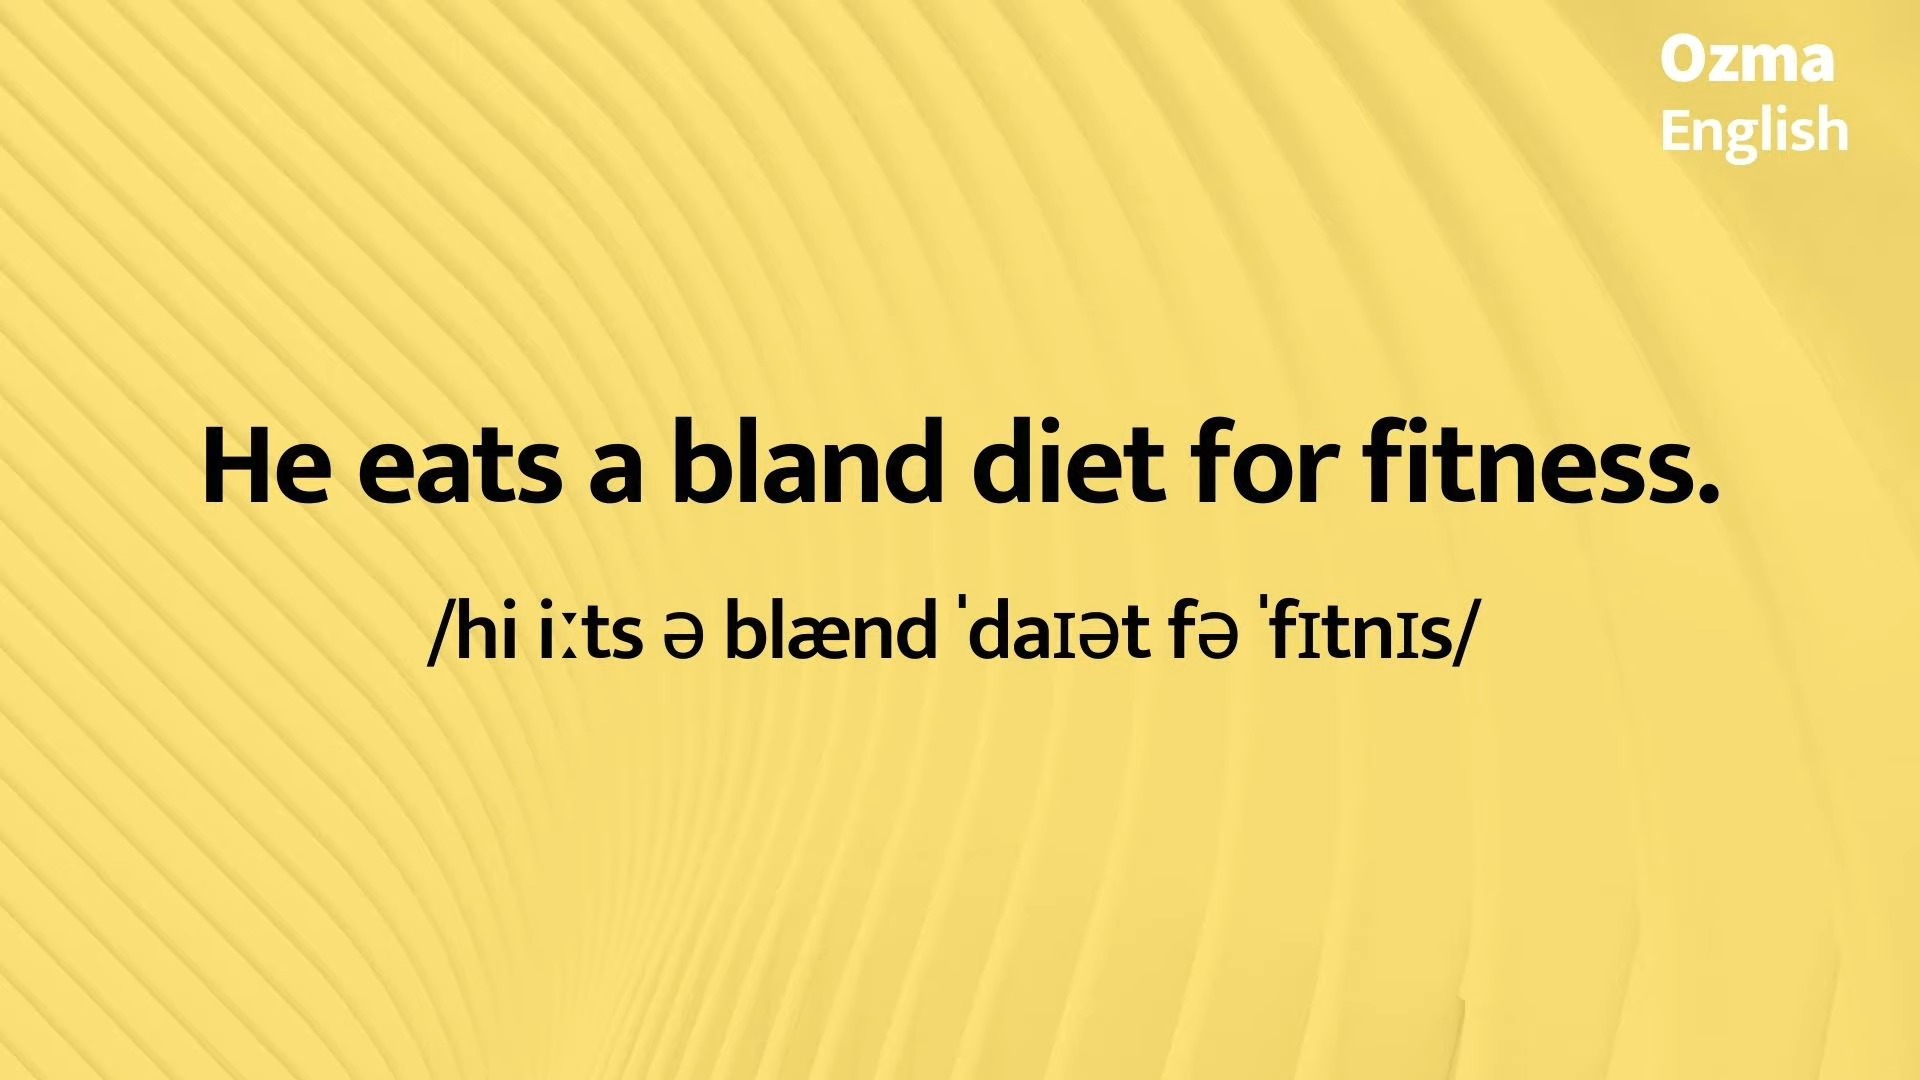 Ozma
English
He eats a bland diet for fitness.
/hi iːts ə blænd ˈdaɪət fə ˈfɪtnɪs/